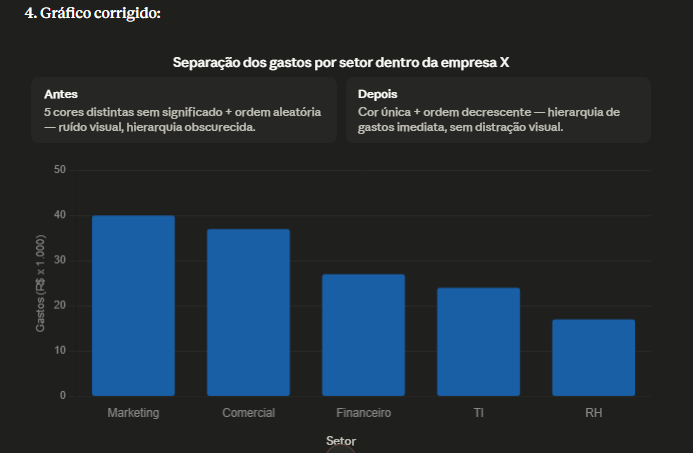 4. Gráfico corrigido:
Separação dos gastos por setor dentro da empresa X
Antes
5 cores distintas sem significado + ordem aleatória
— ruído visual, hierarquia obscurecida.
Depois
Cor única + ordem decrescente — hierarquia de
gastos imediata, sem distração visual.
50
40
30
20
10
0
Gastos (R$ x 1.000)
Marketing
Comercial
Financeiro
TI
RH
Setor